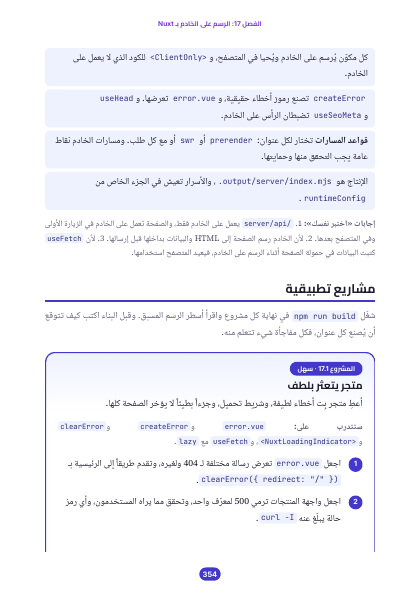 الفصل 17: الرسم على الخادم بـ Nuxt
كل مكوّن يُرسم على الخادم ويُحيا في المتصفح، و <ClientOnly> للكود الذي لا يعمل على
الخادم.
createError تصنع رموز أخطاء حقيقية، و error.vue تعرضها. و useHead
و useSeoMeta تضبطان الرأس على الخادم.
قواعد المسارات تختار لكل عنوان: prerender أو swr أو مع كل طلب. ومسارات الخادم نقاط
عامة يجب التحقق منها وحمايتها.
الإنتاج هو .output/server/index.mjs ، والأسرار تعيش في الجزء الخاص من
runtimeConfig .
إجابات «اختبر نفسك»: 1. server/api/ يعمل على الخادم فقط، والصفحة تعمل على الخادم في الزيارة الأولى
وفي المتصفح بعدها. 2. لأن الخادم رسم الصفحة إلى HTML والبيانات بداخلها قبل إرسالها. 3. لأن useFetch
كتبت البيانات في حمولة الصفحة أثناء الرسم على الخادم، فيعيد المتصفح استخدامها.
مشاريع تطبيقية
شغّل npm run build في نهاية كل مشروع واقرأ أسطر الرسم المسبق. وقبل البناء اكتب كيف تتوقع
أن يُصنع كل عنوان، فكل مفاجأة شيء تتعلم منه.
المشروع 17.1 · سهل
متجر يتعثر بلطف
أعطِ متجر بِت أخطاء لطيفة، وشريط تحميل، وجزءاً بطيئاً لا يؤخر الصفحة كلها.
ستتدرب على: error.vue و createError و clearError
و <NuxtLoadingIndicator> ، و useFetch مع lazy .
1 اجعل error.vue تعرض رسالة مختلفة لـ 404 ولغيره، وتقدم طريقاً إلى الرئيسية بـ
clearError({ redirect: "/" }) .
2 اجعل واجهة المنتجات ترمي 500 لمعرّف واحد، وتحقق مما يراه المستخدمون، وأي رمز
حالة يبلّغ عنه curl -I .
354